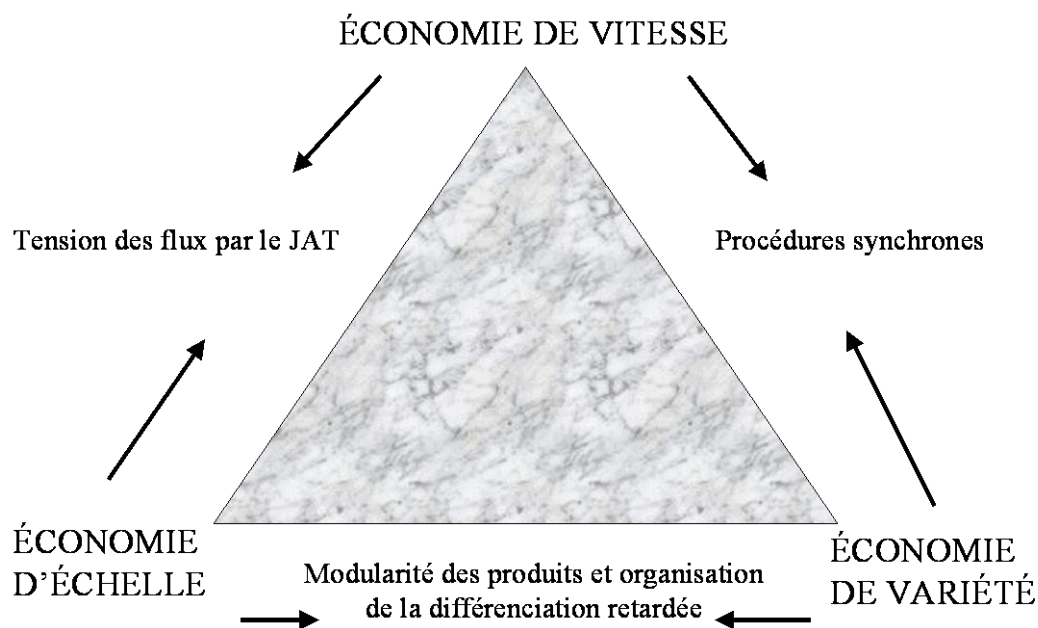 ÉCONOMIE DE VITESSE
Tension des flux par le JAT
Procédures synchrones
ÉCONOMIE
D’ÉCHELLE
Modularité des produits et organisation
de la différenciation retardée
ÉCONOMIE
DE VARIÉTÉ